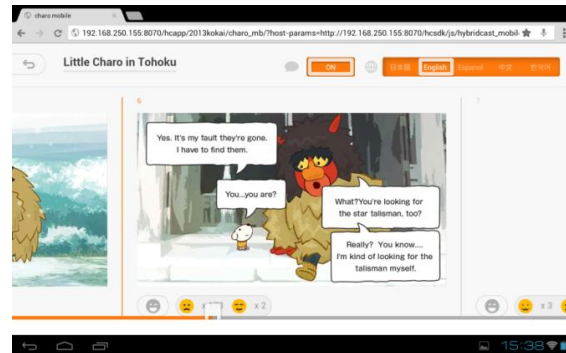 charo mobile
192.168.250.155:8070/hcapp/2013kokai/charo_mb/?host-params=http://192.168.250.155:8070/hcsdk/js/hybridcast_mobil
Little Charo in Tohoku
ON
日本語 English Espanol 中文 한국어
6
7
Yes. It's my fault they're gone.
I have to find them.
You...you are?
What?You're looking for
the star talisman, too?
Really? You know....
I'm kind of looking for the
talisman myself.
x 2
x 3
15:38